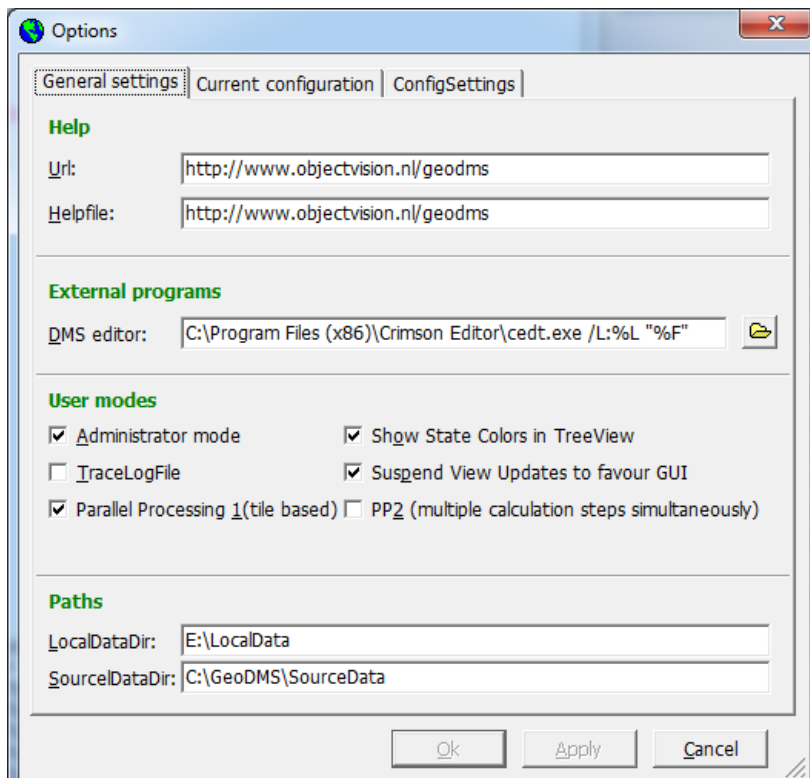 Options
General settings Current configuration ConfigSettings
Help
Url: http://www.objectvision.nl/geodms
Helpfile: http://www.objectvision.nl/geodms
External programs
DMS editor: C:\Program Files (x86)\Crimson Editor\cedt.exe /L:%L "%F"
User modes
Administrator mode Show State Colors in TreeView
TraceLogFile Suspend View Updates to favour GUI
Parallel Processing 1(tile based) PP2 (multiple calculation steps simultaneously)
Paths
LocalDataDir: E:\LocalData
SourcelDataDir: C:\GeoDMS\SourceData
Ok Apply Cancel